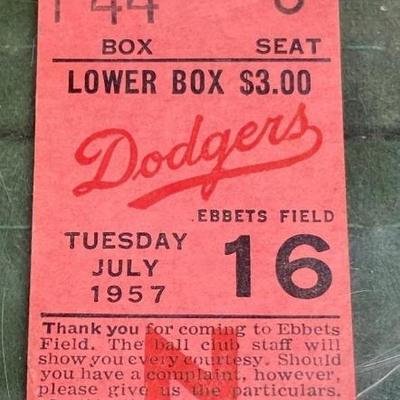 44
BOX SEAT
LOWER BOX $3.00
Dodgers
EBBETS FIELD
TUESDAY
JULY
1957
16
Thank you for coming to Ebbets
Field. The ball club staff will
show you every courtesy. Should
you have a complaint, however,
please give us the particulars.
N